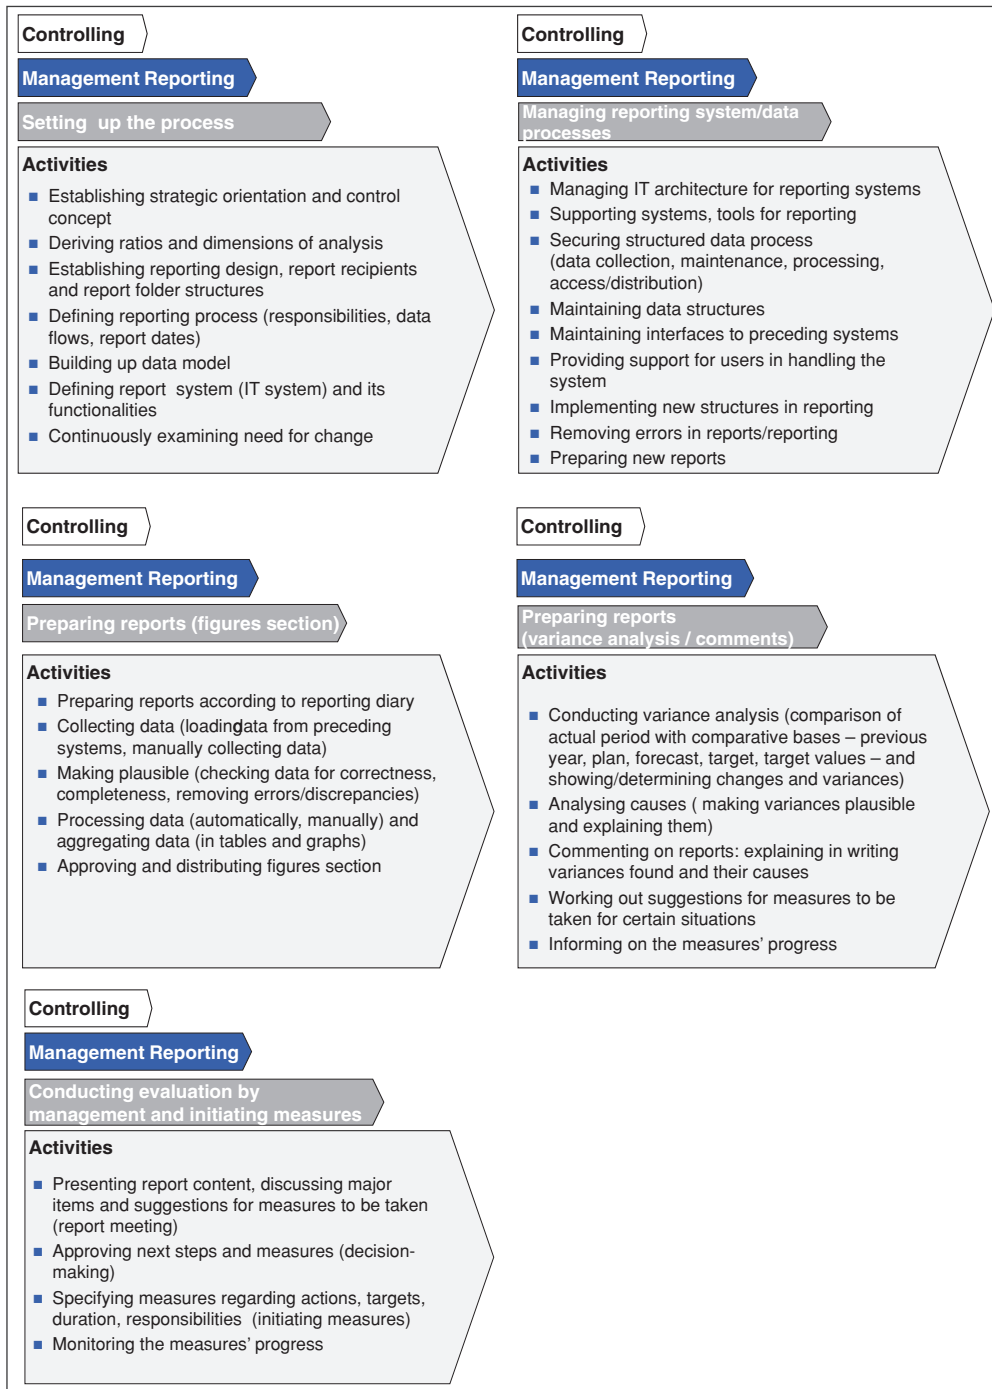 Controlling
Management Reporting
Setting up the process
Activities
■ Establishing strategic orientation and control
concept
■ Deriving ratios and dimensions of analysis
■ Establishing reporting design, report recipients
and report folder structures
■ Defining reporting process (responsibilities, data
flows, report dates)
■ Building up data model
■ Defining report system (IT system) and its
functionalities
■ Continuously examining need for change
Controlling
Management Reporting
Managing reporting system/data
processes
Activities
■ Managing IT architecture for reporting systems
■ Supporting systems, tools for reporting
■ Securing structured data process
(data collection, maintenance, processing,
access/distribution)
■ Maintaining data structures
■ Maintaining interfaces to preceding systems
■ Providing support for users in handling the
system
■ Implementing new structures in reporting
■ Removing errors in reports/reporting
■ Preparing new reports
Controlling
Management Reporting
Preparing reports (figures section)
Activities
■ Preparing reports according to reporting diary
■ Collecting data (loading data from preceding
systems, manually collecting data)
■ Making plausible (checking data for correctness,
completeness, removing errors/discrepancies)
■ Processing data (automatically, manually) and
aggregating data (in tables and graphs)
■ Approving and distributing figures section
Controlling
Management Reporting
Preparing reports
(variance analysis / comments)
Activities
■ Conducting variance analysis (comparison of
actual period with comparative bases – previous
year, plan, forecast, target, target values – and
showing/determining changes and variances)
■ Analysing causes ( making variances plausible
and explaining them)
■ Commenting on reports: explaining in writing
variances found and their causes
■ Working out suggestions for measures to be
taken for certain situations
■ Informing on the measures' progress
Controlling
Management Reporting
Conducting evaluation by
management and initiating measures
Activities
■ Presenting report content, discussing major
items and suggestions for measures to be taken
(report meeting)
■ Approving next steps and measures (decision-
making)
■ Specifying measures regarding actions, targets,
duration, responsibilities (initiating measures)
■ Monitoring the measures' progress